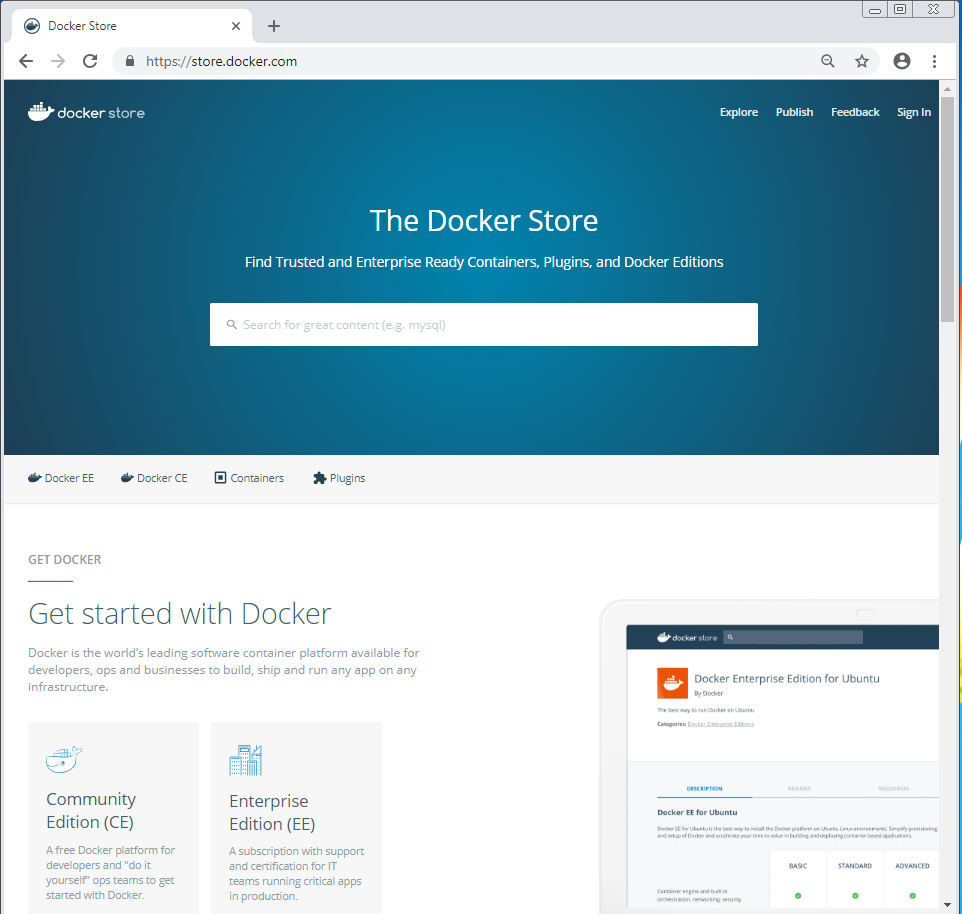 Docker Store
https://store.docker.com
docker store
Explore Publish Feedback Sign In
The Docker Store
Find Trusted and Enterprise Ready Containers, Plugins, and Docker Editions
Search for great content (e.g. mysql)
Docker EE Docker CE Containers Plugins
GET DOCKER
Get started with Docker
Docker is the world's leading software container platform available for
developers, ops and businesses to build, ship and run any app on any
infrastructure.
Community
Edition (CE)
A free Docker platform for
developers and "do it
yourself" ops teams to get
started with Docker.
Enterprise
Edition (EE)
A subscription with support
and certification for IT
teams running critical apps
in production.
docker store
Docker Enterprise Edition for Ubuntu
By Docker
The best way to run Docker on Ubuntu
Categories: Docker Enterprise Editions
DESCRIPTION REVIEWS RESOURCES
Docker EE for Ubuntu
Docker EE for Ubuntu is the best way to install the Docker platform on Ubuntu Linux environments. Simplify provisioning
and setup of Docker and accelerate your time to value in building and deploying container based applications.
BASIC STANDARD ADVANCED
Container engine and built in
orchestration, networking, security